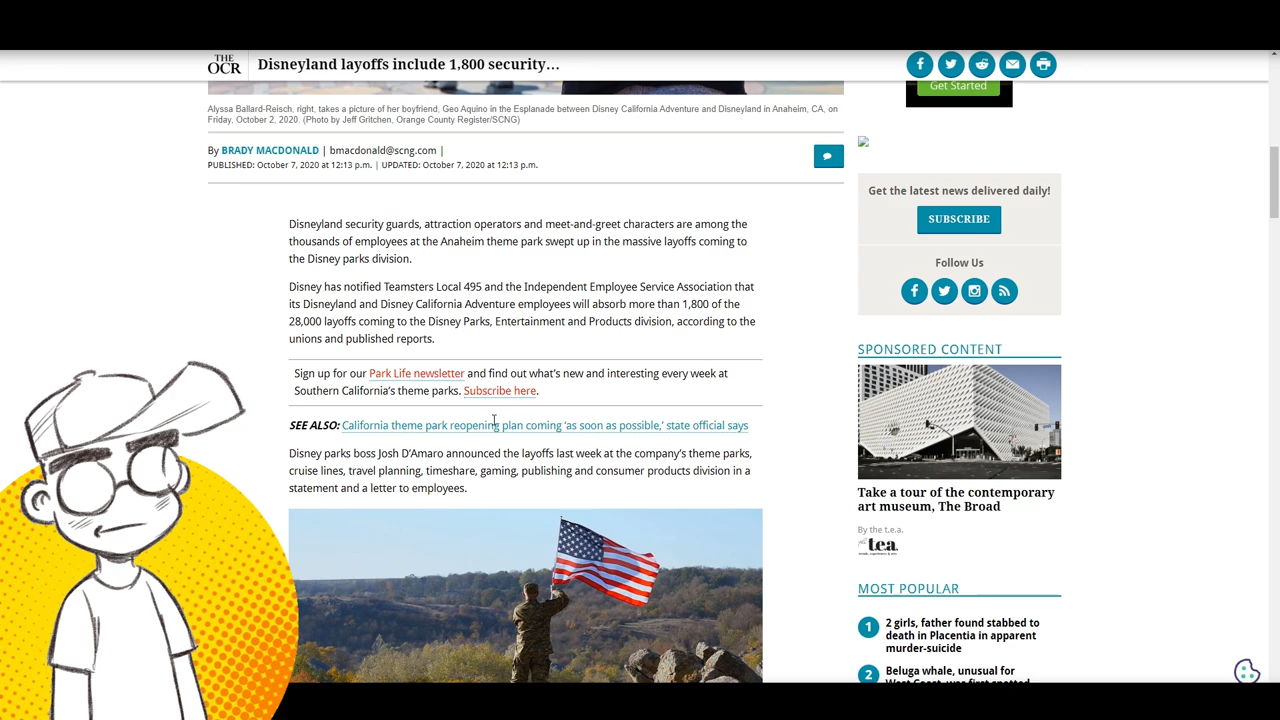 THE
OCR
Disneyland layoffs include 1,800 security…
Get Started
Alyssa Ballard-Reisch, right, takes a picture of her boyfriend, Geo Aquino in the Esplanade between Disney California Adventure and Disneyland in Anaheim, CA, on
Friday, October 2, 2020. (Photo by Jeff Gritchen, Orange County Register/SCNG)
By BRADY MACDONALD | bmacdonald@scng.com |
PUBLISHED: October 7, 2020 at 12:13 p.m. | UPDATED: October 7, 2020 at 12:13 p.m.
Disneyland security guards, attraction operators and meet-and-greet characters are among the
thousands of employees at the Anaheim theme park swept up in the massive layoffs coming to
the Disney parks division.
Disney has notified Teamsters Local 495 and the Independent Employee Service Association that
its Disneyland and Disney California Adventure employees will absorb more than 1,800 of the
28,000 layoffs coming to the Disney Parks, Entertainment and Products division, according to the
unions and published reports.
Sign up for our Park Life newsletter and find out what's new and interesting every week at
Southern California's theme parks. Subscribe here.
SEE ALSO: California theme park reopening plan coming 'as soon as possible,' state official says
Disney parks boss Josh D'Amaro announced the layoffs last week at the company's theme parks,
cruise lines, travel planning, timeshare, gaming, publishing and consumer products division in a
statement and a letter to employees.
Get the latest news delivered daily!
SUBSCRIBE
Follow Us
SPONSORED CONTENT
Take a tour of the contemporary
art museum, The Broad
By the t.e.a.
the t.e.a.
MOST POPULAR
1 2 girls, father found stabbed to
death in Placentia in apparent
murder-suicide
2 Beluga whale, unusual for
West Coast, was first spotted